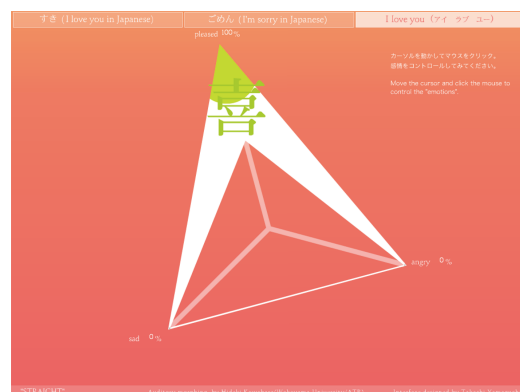 すき (I love you in Japanese)
ごめん (I'm sorry in Japanese)
I love you (アイ ラブ ユー)
pleased 100%
カーソルを動かしてマウスをクリック。
感情をコントロールしてみてください。
Move the cursor and click the mouse to
control the "emotions".
喜
angry 0%
sad 0%
"STRAIGHT"